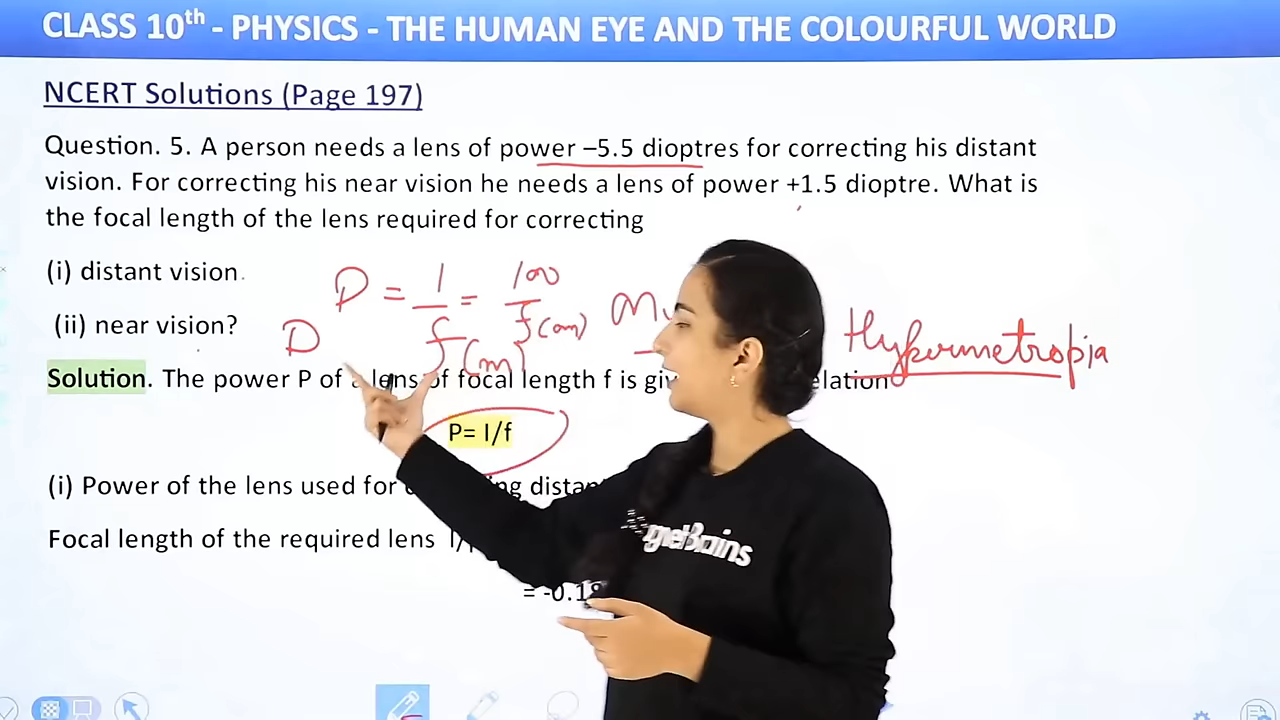 CLASS 10th - PHYSICS - THE HUMAN EYE AND THE COLOURFUL WORLD
NCERT Solutions (Page 197)
Question. 5. A person needs a lens of power –5.5 dioptres for correcting his distant
vision. For correcting his near vision he needs a lens of power +1.5 dioptre. What is
the focal length of the lens required for correcting
(i) distant vision.
P = 1/f(m) = 100/f(cm)
Hypermetropia
(ii) near vision?
D
Solution. The power P of a lens of focal length f is
P= I/f
(i) Power of the lens used for
Focal length of the required lens
= -0.18